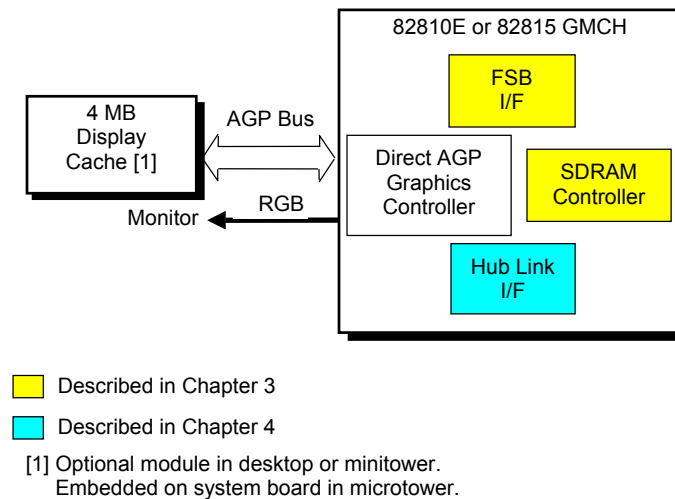 82810E or 82815 GMCH
FSB
I/F
4 MB
Display
Cache [1]
AGP Bus
Direct AGP
Graphics
Controller
SDRAM
Controller
Monitor
RGB
Hub Link
I/F
Described in Chapter 3
Described in Chapter 4
[1] Optional module in desktop or minitower.
Embedded on system board in microtower.